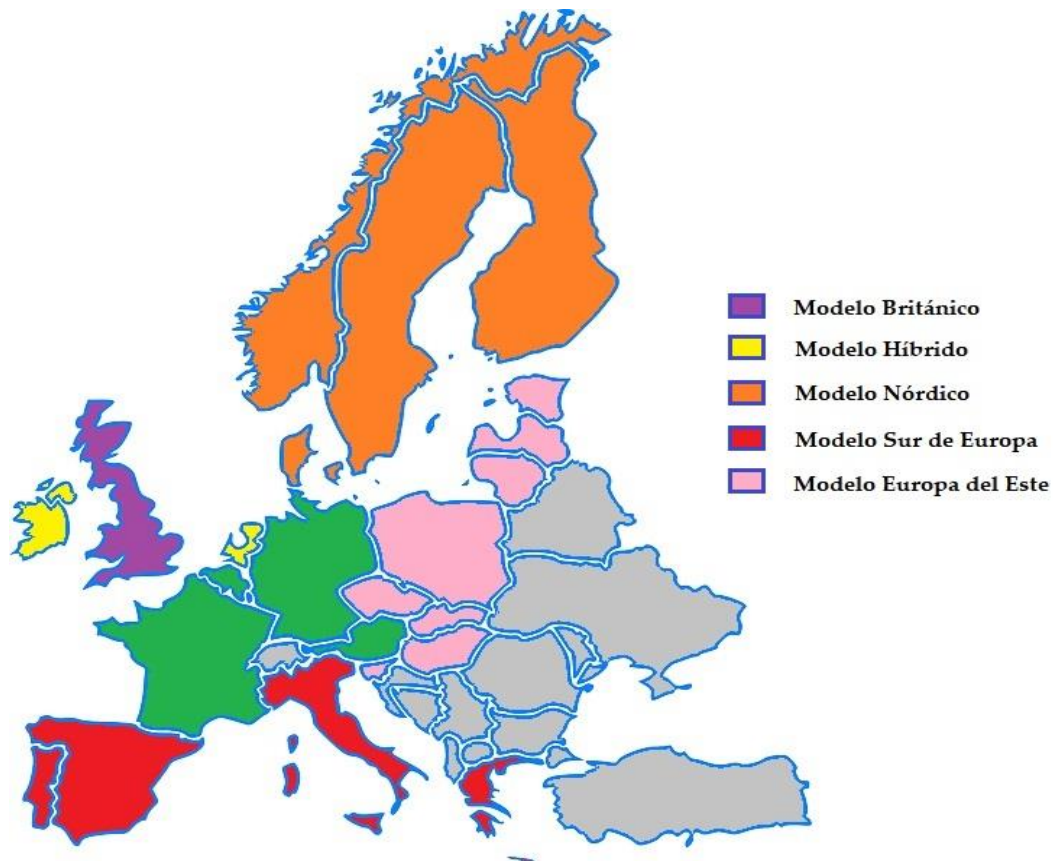 Modelo Británico
Modelo Híbrido
Modelo Nórdico
Modelo Sur de Europa
Modelo Europa del Este